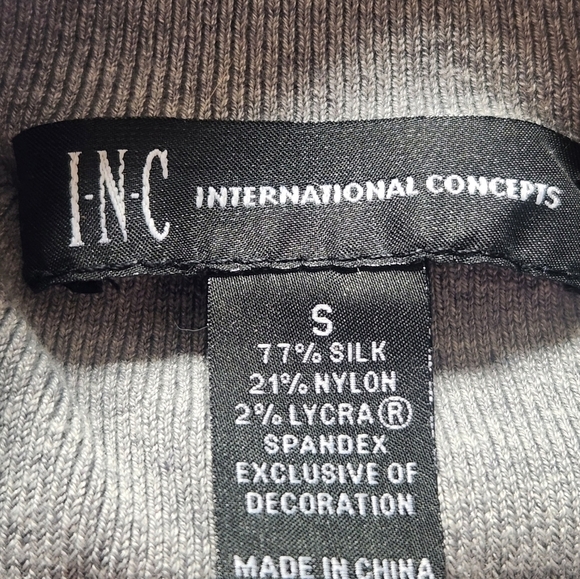 I·N·C INTERNATIONAL CONCEPTS
S
77% SILK
21% NYLON
2% LYCRA®
SPANDEX
EXCLUSIVE OF
DECORATION
MADE IN CHINA